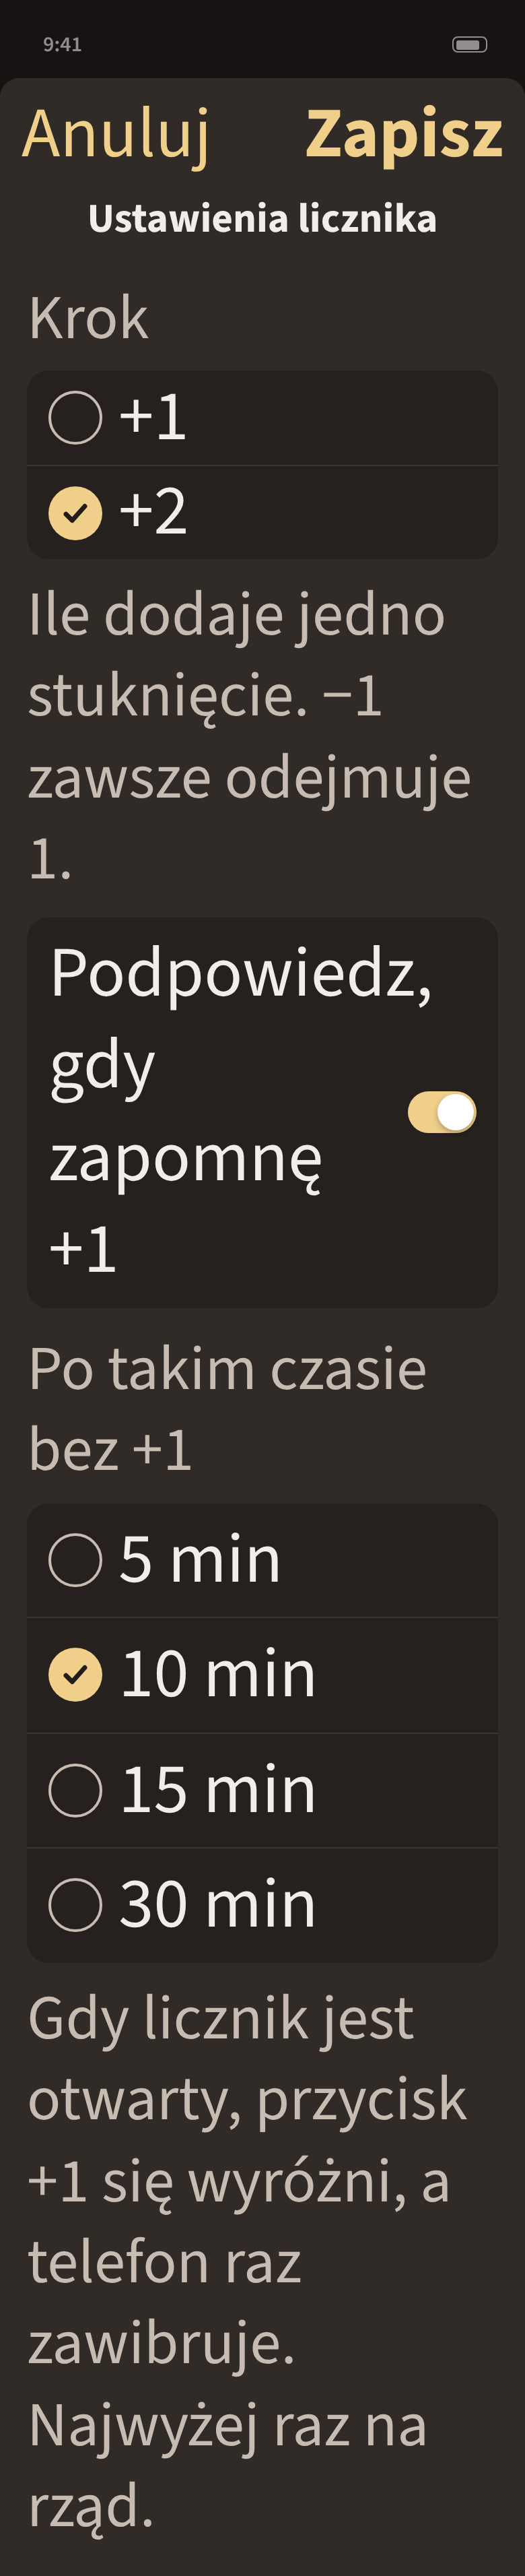 9:41
Anuluj Zapisz
Ustawienia licznika
Krok
+1
+2
Ile dodaje jedno
stuknięcie. −1
zawsze odejmuje
1.
Podpowiedz,
gdy
zapomnę
+1
Po takim czasie
bez +1
5 min
10 min
15 min
30 min
Gdy licznik jest
otwarty, przycisk
+1 się wyróżni, a
telefon raz
zawibruje.
Najwyżej raz na
rząd.